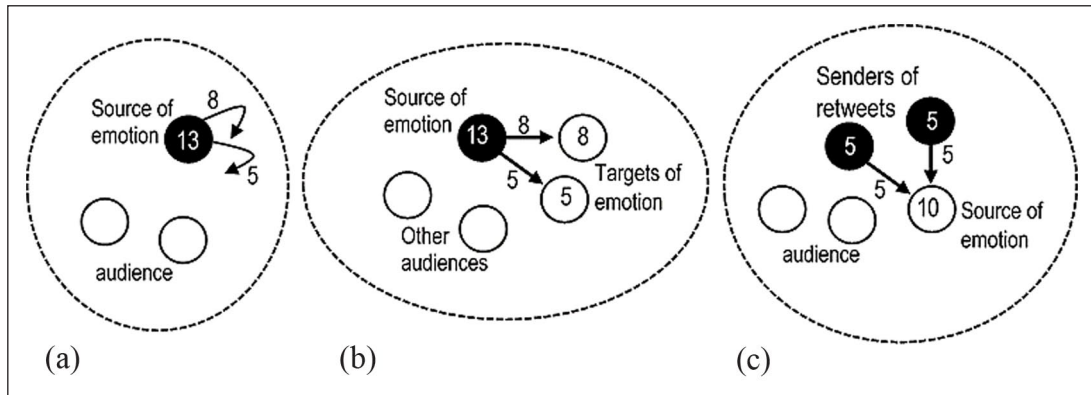 Source of
emotion
8
13
5
audience
(a)
Source of
emotion
13
8
8
5
5
Targets of
emotion
Other
audiences
(b)
Senders of
retweets
5
5
5
5
10
Source of
emotion
audience
(c)